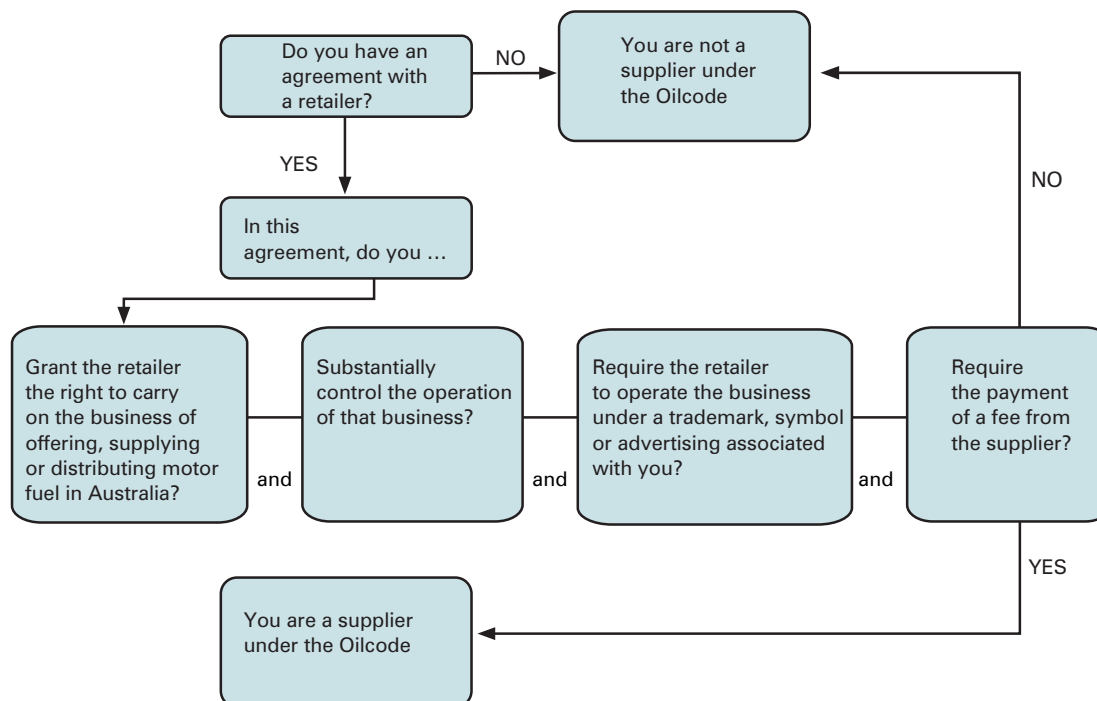 Do you have an
agreement with
a retailer?
NO
You are not a
supplier under
the Oilcode
YES
NO
In this
agreement, do you …
Grant the retailer
the right to carry
on the business of
offering, supplying
or distributing motor
fuel in Australia?
and
Substantially
control the operation
of that business?
and
Require the retailer
to operate the business
under a trademark, symbol
or advertising associated
with you?
and
Require
the payment
of a fee from
the supplier?
YES
You are a supplier
under the Oilcode